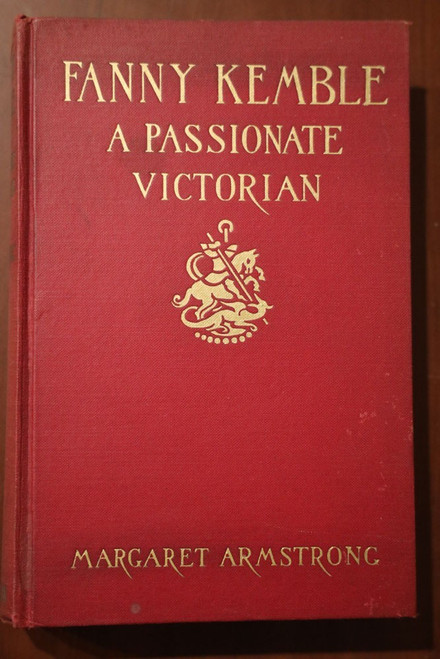 FANNY KEMBLE
A PASSIONATE
VICTORIAN
MARGARET ARMSTRONG